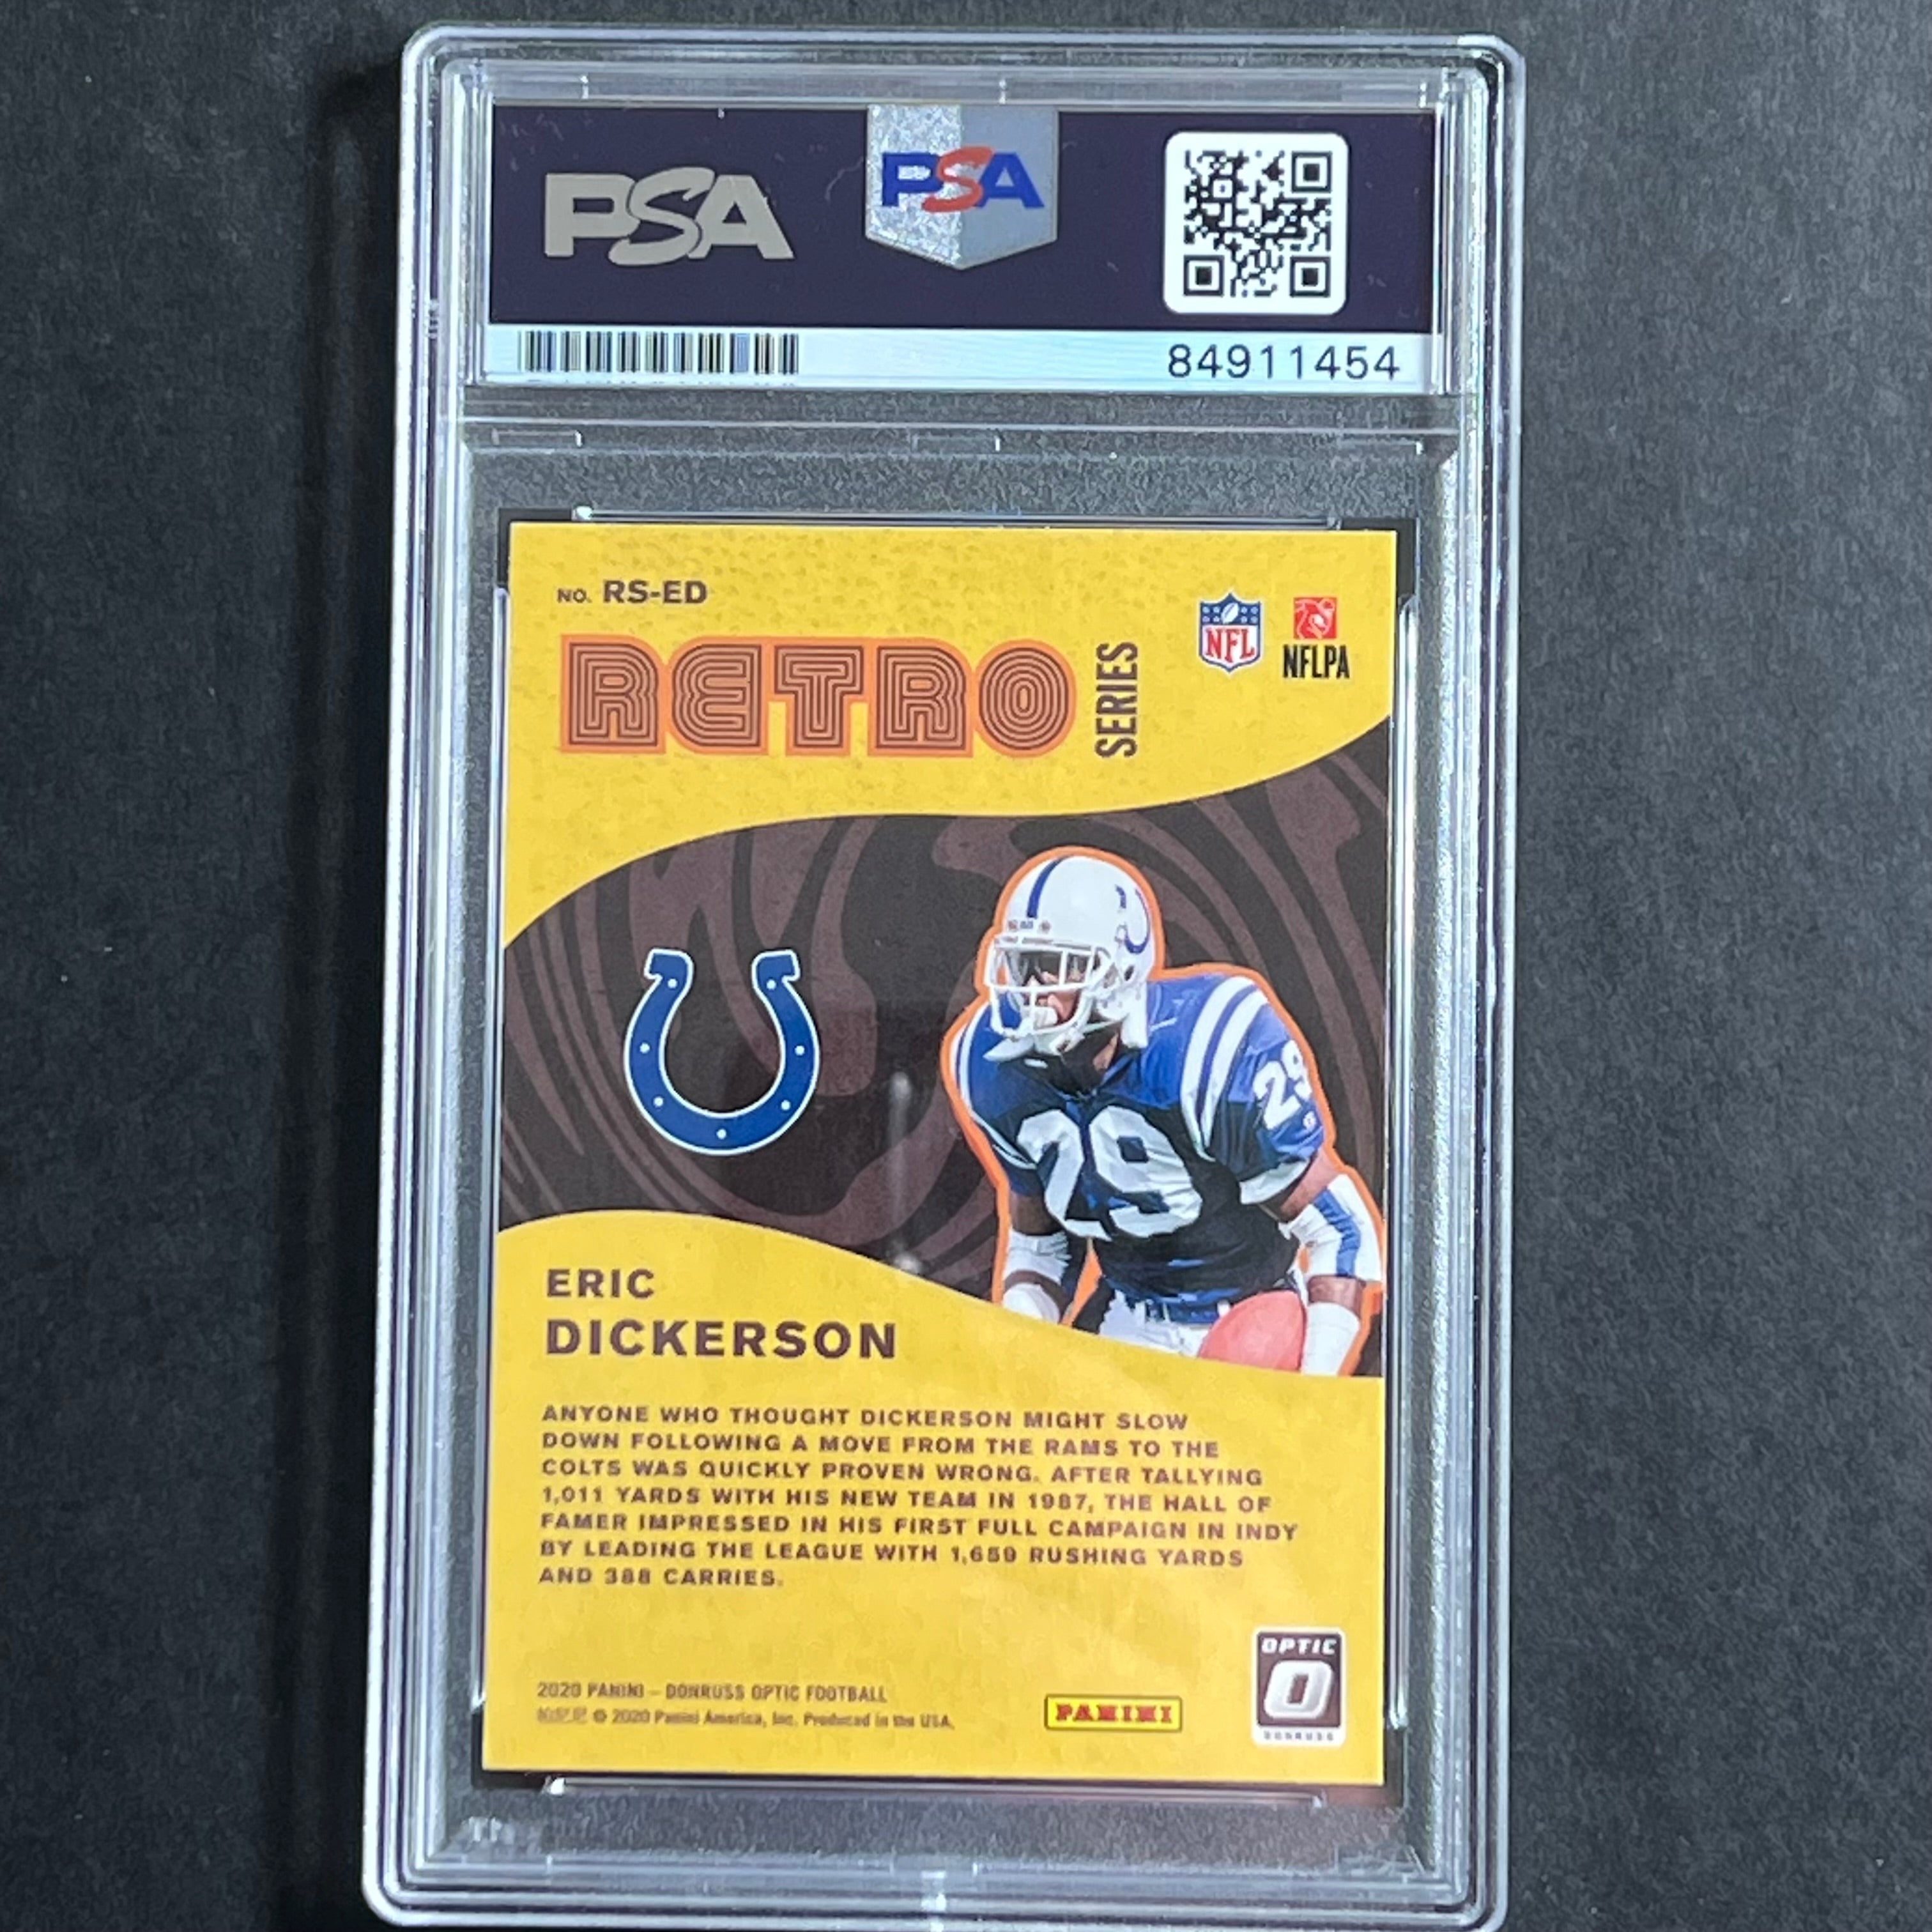 PSA
PSA
84911454
NO. RS-ED
RETRO
SERIES
NFL
NFLPA
29
29
ERIC
DICKERSON
ANYONE WHO THOUGHT DICKERSON MIGHT SLOW
DOWN FOLLOWING A MOVE FROM THE RAMS TO THE
COLTS WAS QUICKLY PROVEN WRONG. AFTER TALLYING
1,011 YARDS WITH HIS NEW TEAM IN 1987, THE HALL OF
FAMER IMPRESSED IN HIS FIRST FULL CAMPAIGN IN INDY
BY LEADING THE LEAGUE WITH 1,659 RUSHING YARDS
AND 388 CARRIES.
OPTIC
O
DONRUSS
2020 PANINI – DONRUSS OPTIC FOOTBALL
© 2020 Panini America, Inc. Produced in the USA.
PANINI